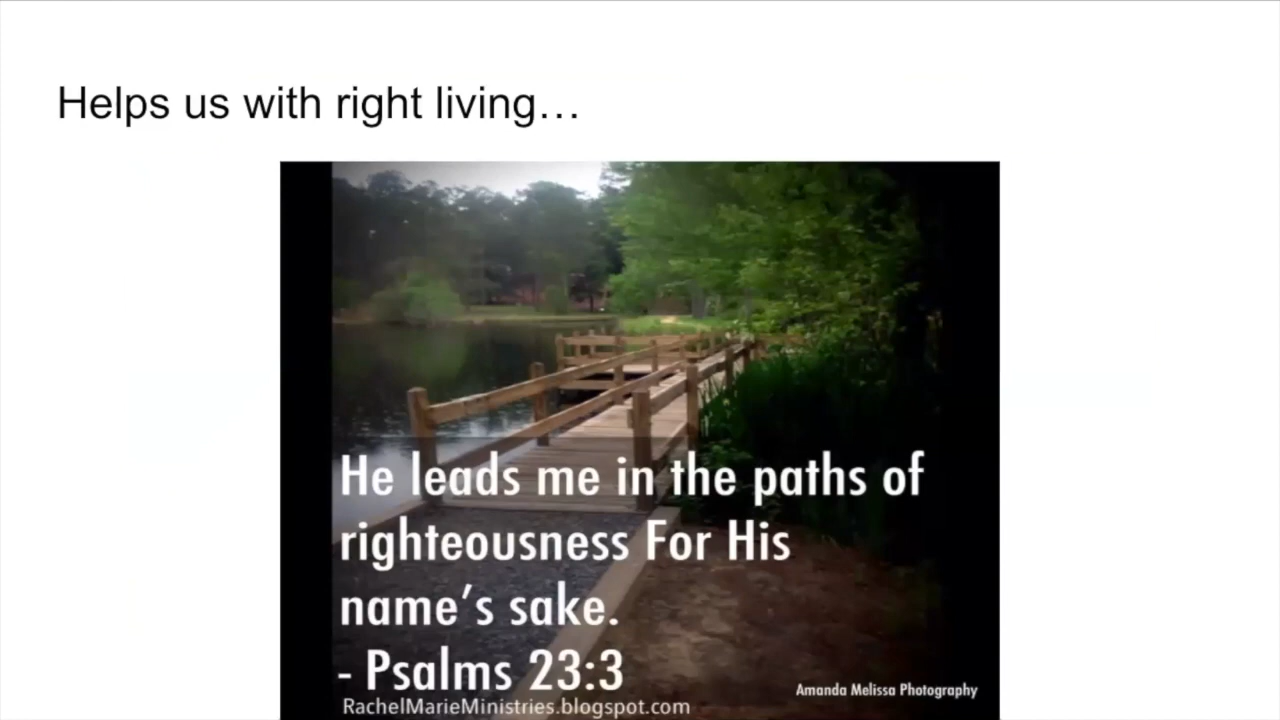 Helps us with right living…
He leads me in the paths of
righteousness For His
name’s sake.
- Psalms 23:3
Amanda Melissa Photography
RachelMarieMinistries.blogspot.com